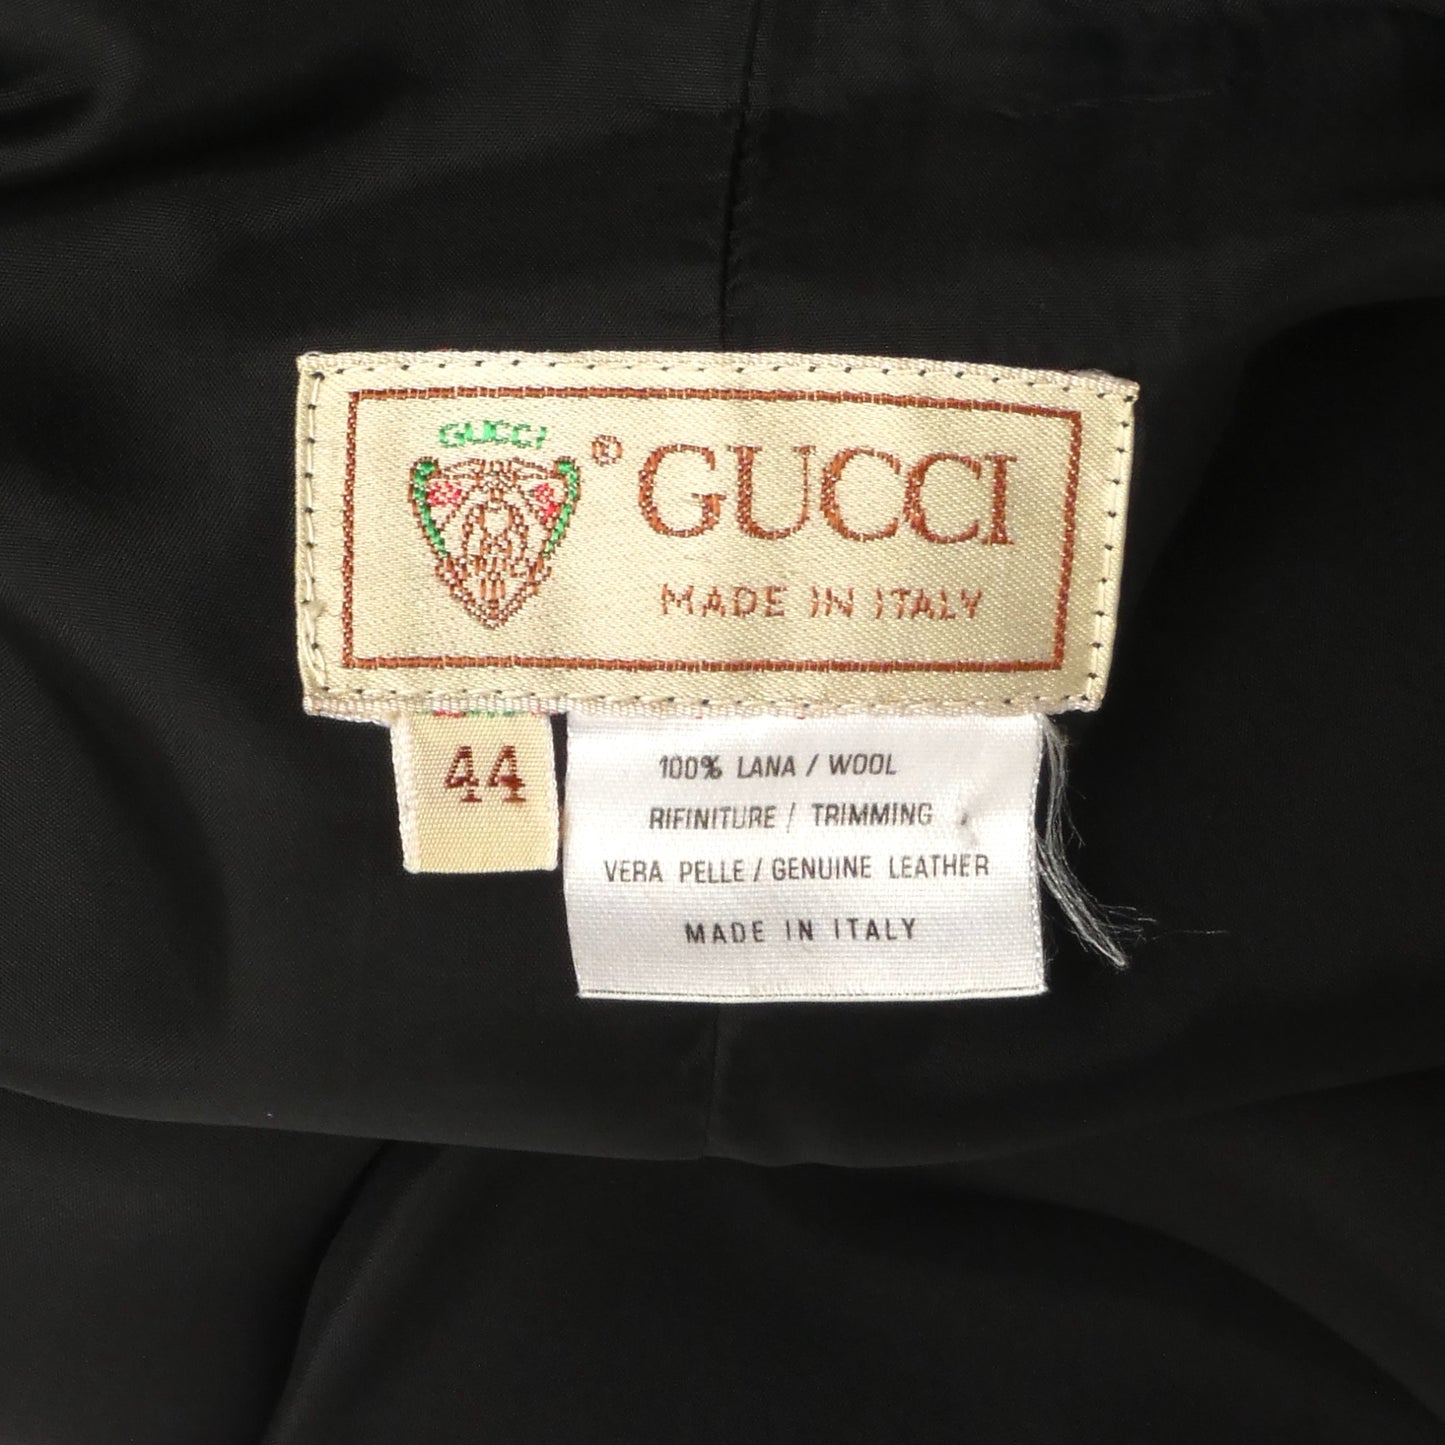 GUCCI
® GUCCI
MADE IN ITALY
44
100% LANA / WOOL
RIFINITURE / TRIMMING
VERA PELLE / GENUINE LEATHER
MADE IN ITALY